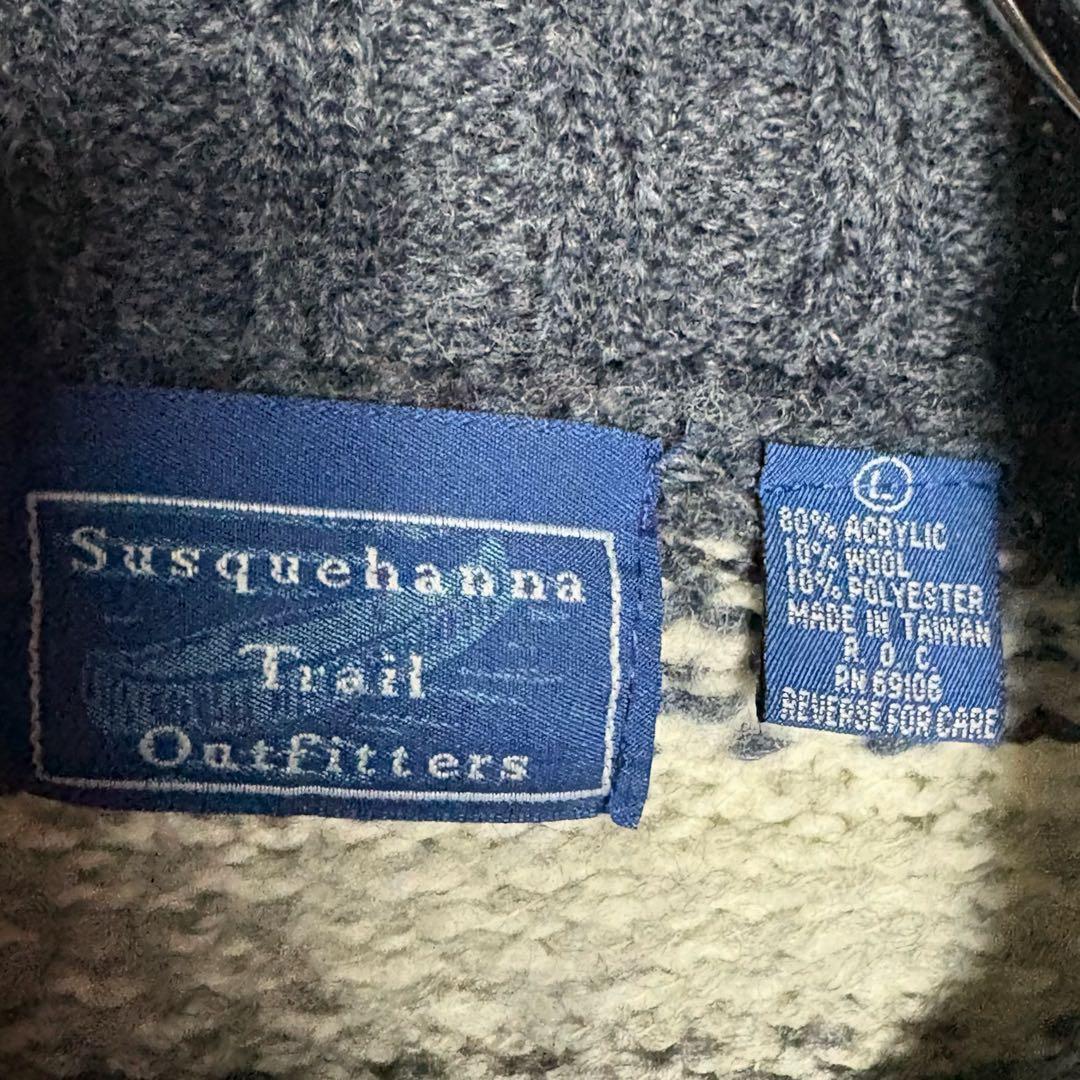 Susquehanna
Trail
Outfitters
L
80% ACRYLIC
10% WOOL
10% POLYESTER
MADE IN TAIWAN
R. O. C.
RN 69106
REVERSE FOR CARE